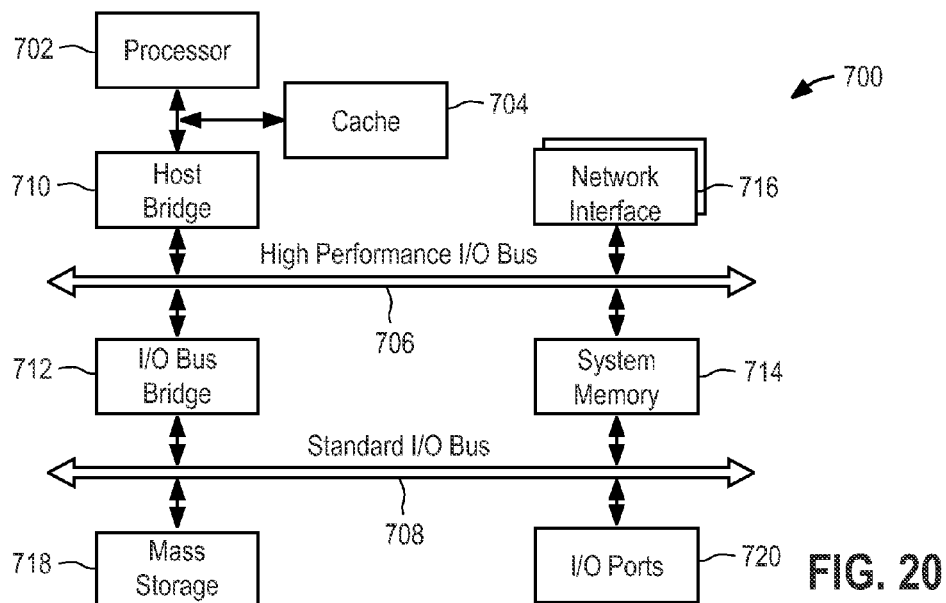 702
Processor
700
Cache
704
710
Host
Bridge
Network
Interface
716
High Performance I/O Bus
706
712
I/O Bus
Bridge
System
Memory
714
Standard I/O Bus
708
718
Mass
Storage
I/O Ports
720
FIG. 20